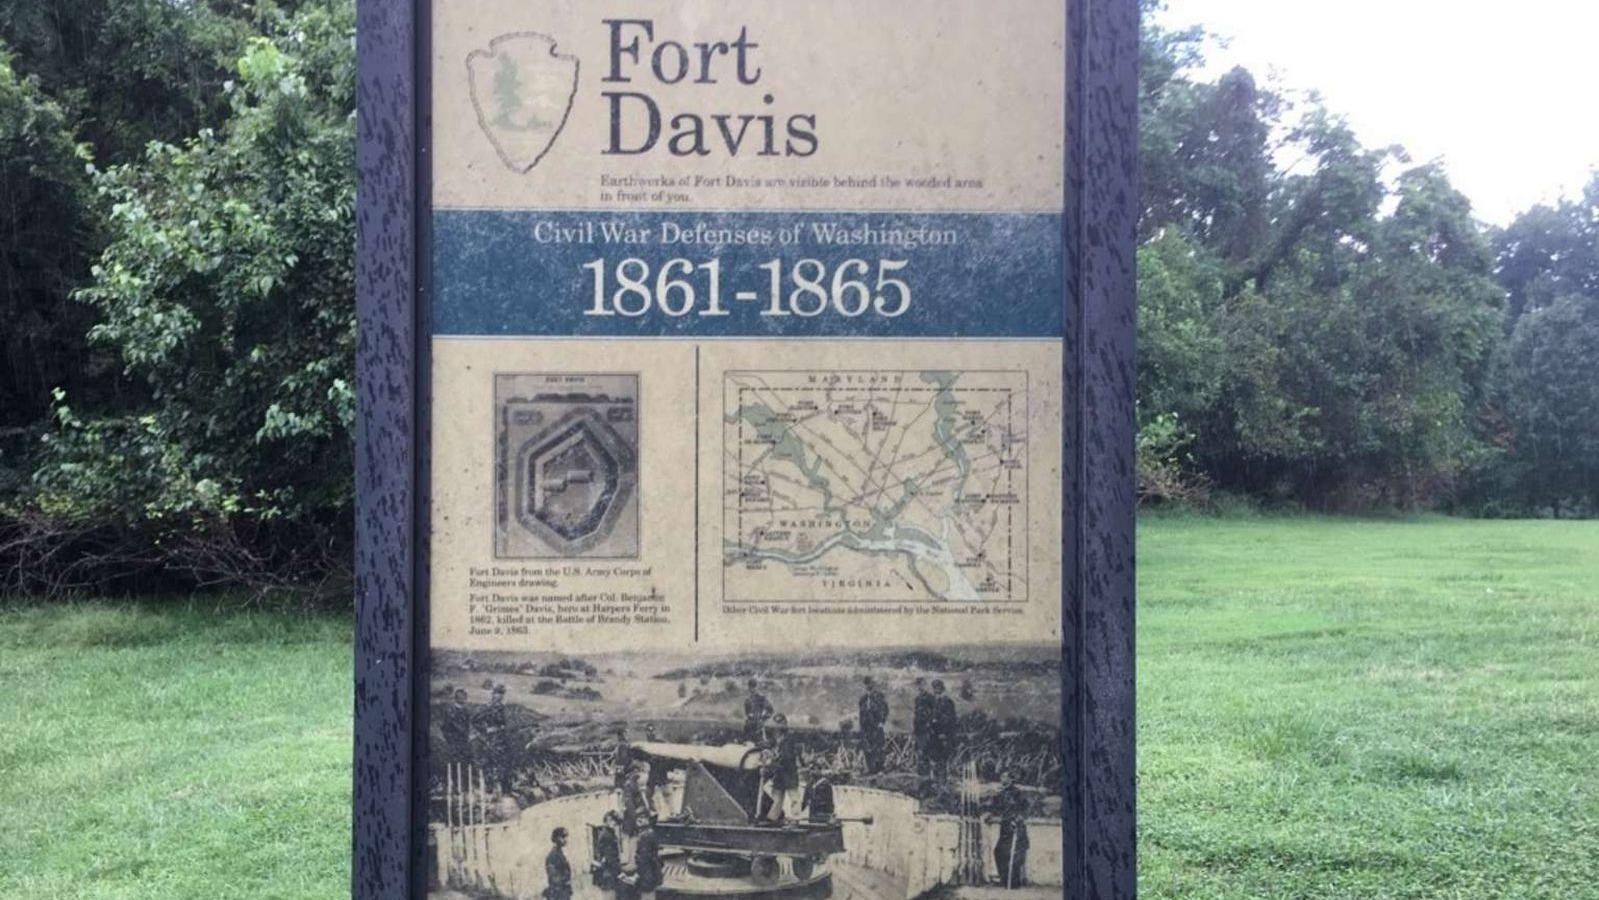 Fort
Davis
Earthworks of Fort Davis are visible behind the wooded area
in front of you.
Civil War Defenses of Washington
1861-1865
FORT DAVIS
MARYLAND
WASHINGTON
VIRGINIA
Fort Davis from the U.S. Army Corps of
Engineers drawing.
Fort Davis was named after Col. Benjamin
F. "Grimes" Davis, hero at Harpers Ferry in
1862, killed at the Battle of Brandy Station,
June 9, 1863.
Other Civil War fort locations administered by the National Park Service.